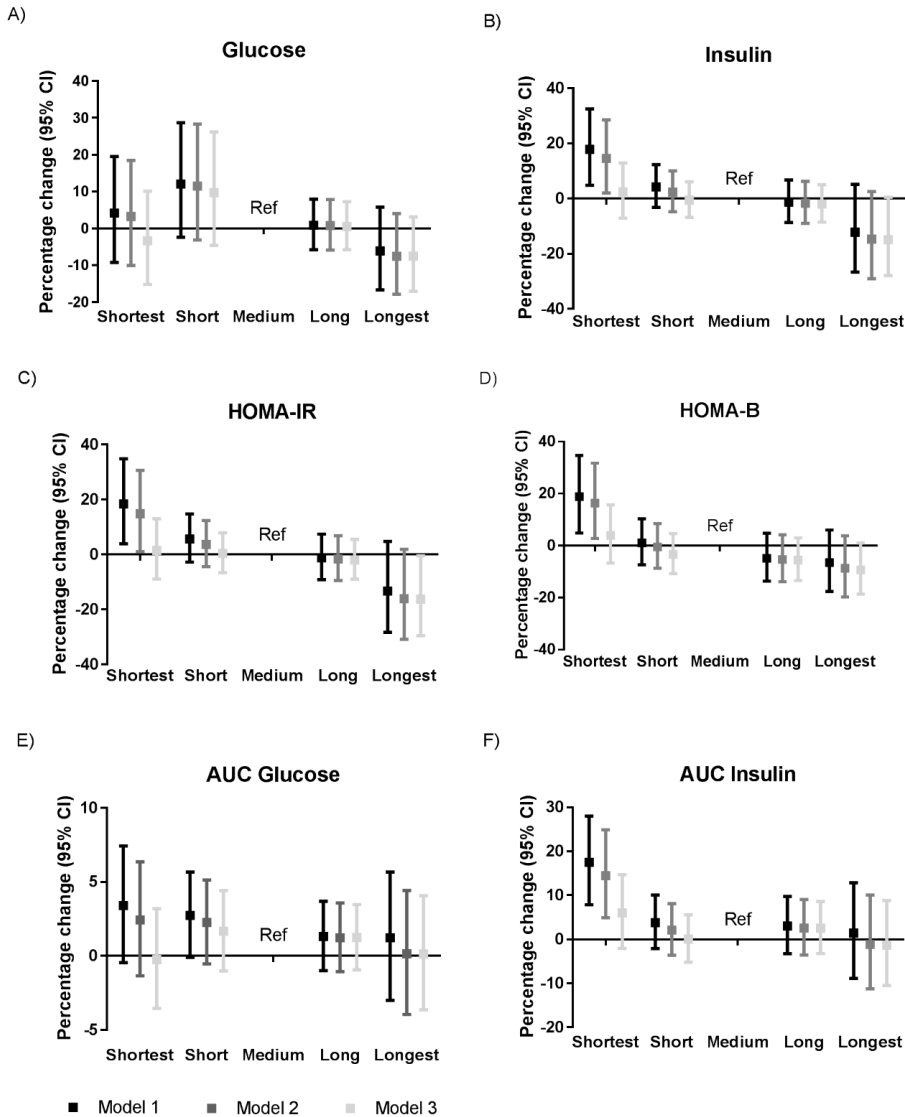 A)
Glucose
Percentage change (95% CI)
40
30
20
10
0
-10
-20
Ref
Shortest Short Medium Long Longest
B)
Insulin
Percentage change (95% CI)
40
20
0
-20
-40
Ref
Shortest Short Medium Long Longest
C)
HOMA-IR
Percentage change (95% CI)
40
20
0
-20
-40
Ref
Shortest Short Medium Long Longest
D)
HOMA-B
Percentage change (95% CI)
40
20
0
-20
-40
Ref
Shortest Short Medium Long Longest
E)
AUC Glucose
Percentage change (95% CI)
10
5
0
-5
Ref
Shortest Short Medium Long Longest
F)
AUC Insulin
Percentage change (95% CI)
30
20
10
0
-10
-20
Ref
Shortest Short Medium Long Longest
Model 1 Model 2 Model 3